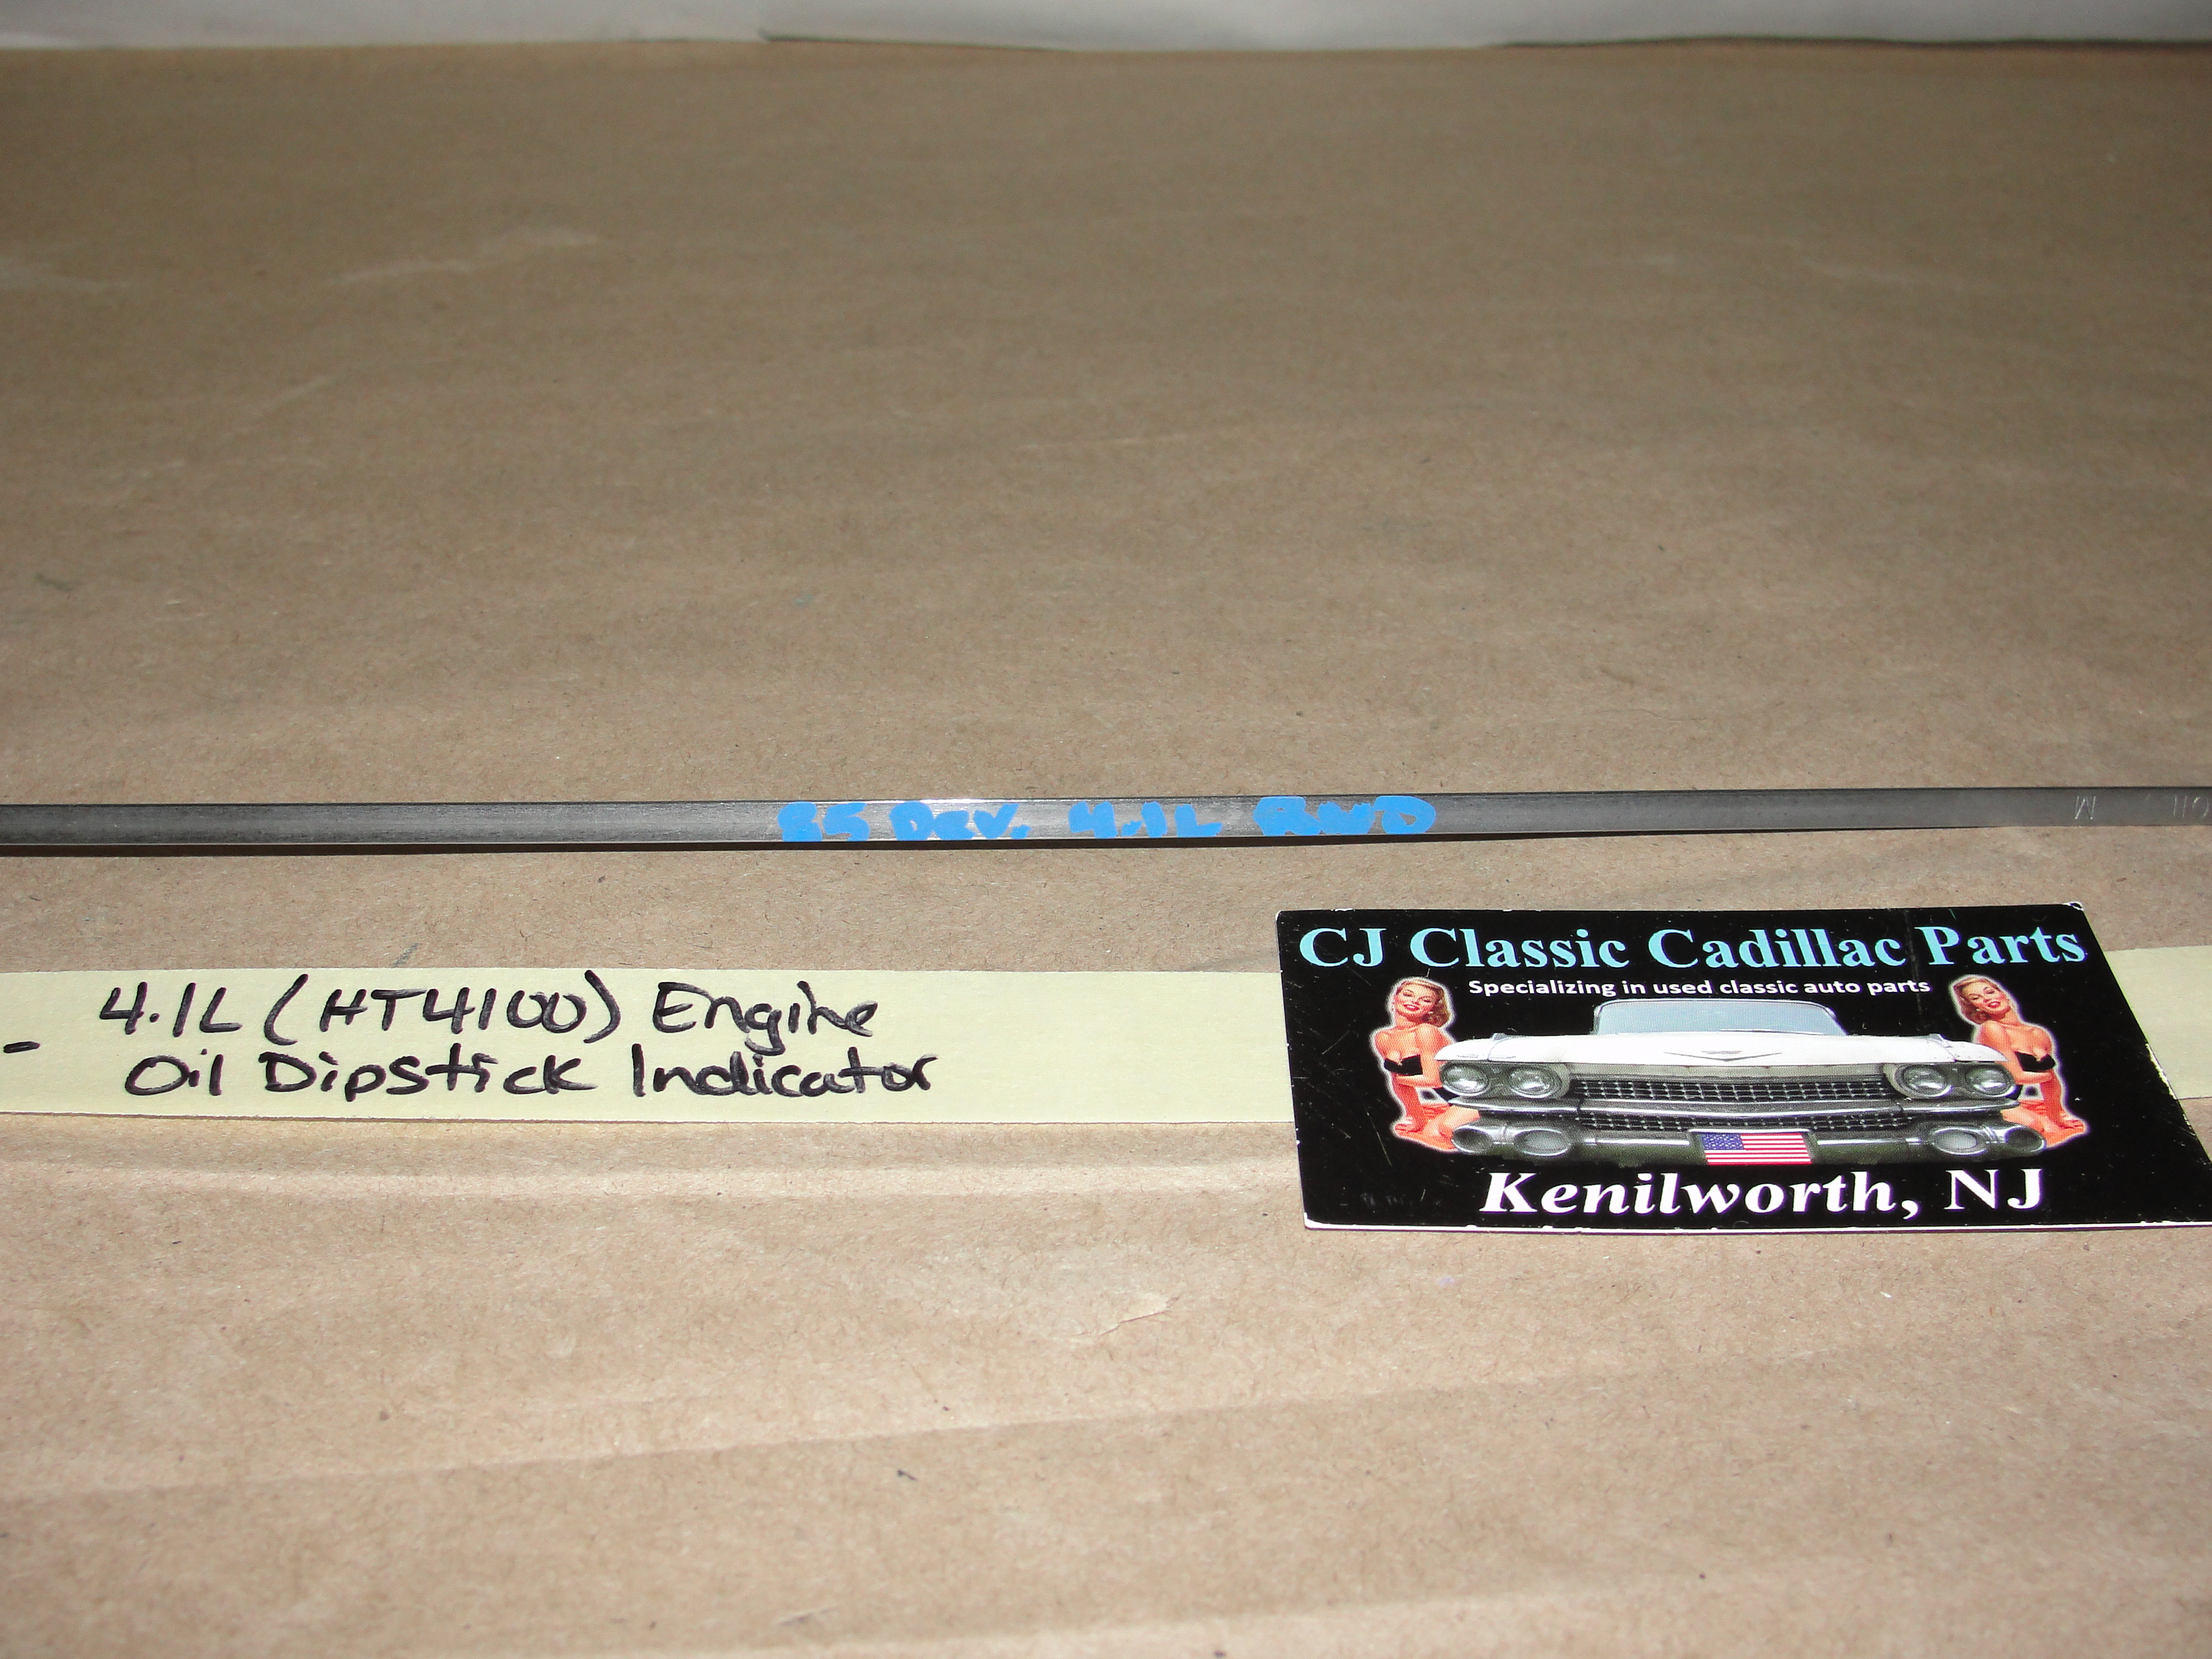 85 Dev. 4.1L RWD
4.1L (HT4100) Engine
- Oil Dipstick Indicator
CJ Classic Cadillac Parts
Specializing in used classic auto parts
Kenilworth, NJ